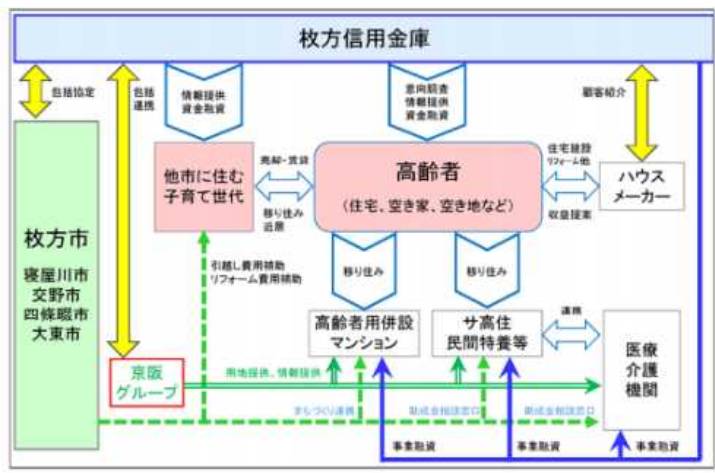 枚方信用金庫
包括協定
包括
連携
情報提供
資金融資
意向調査
情報提供
資金融資
顧客紹介
他市に住む
子育て世代
売却・賃貸
移り住み
近居
高齢者
(住宅、空き家、空き地など)
住宅建設
リフォーム他
収益提案
ハウス
メーカー
枚方市
寝屋川市
交野市
四條畷市
大東市
引越し費用補助
リフォーム費用補助
移り住み
移り住み
高齢者用併設
マンション
サ高住
民間特養等
連携
医療
介護
機関
京阪
グループ
用地提供、情報提供
まちづくり連携
助成金相談窓口
助成金相談窓口
事業融資
事業融資
事業融資